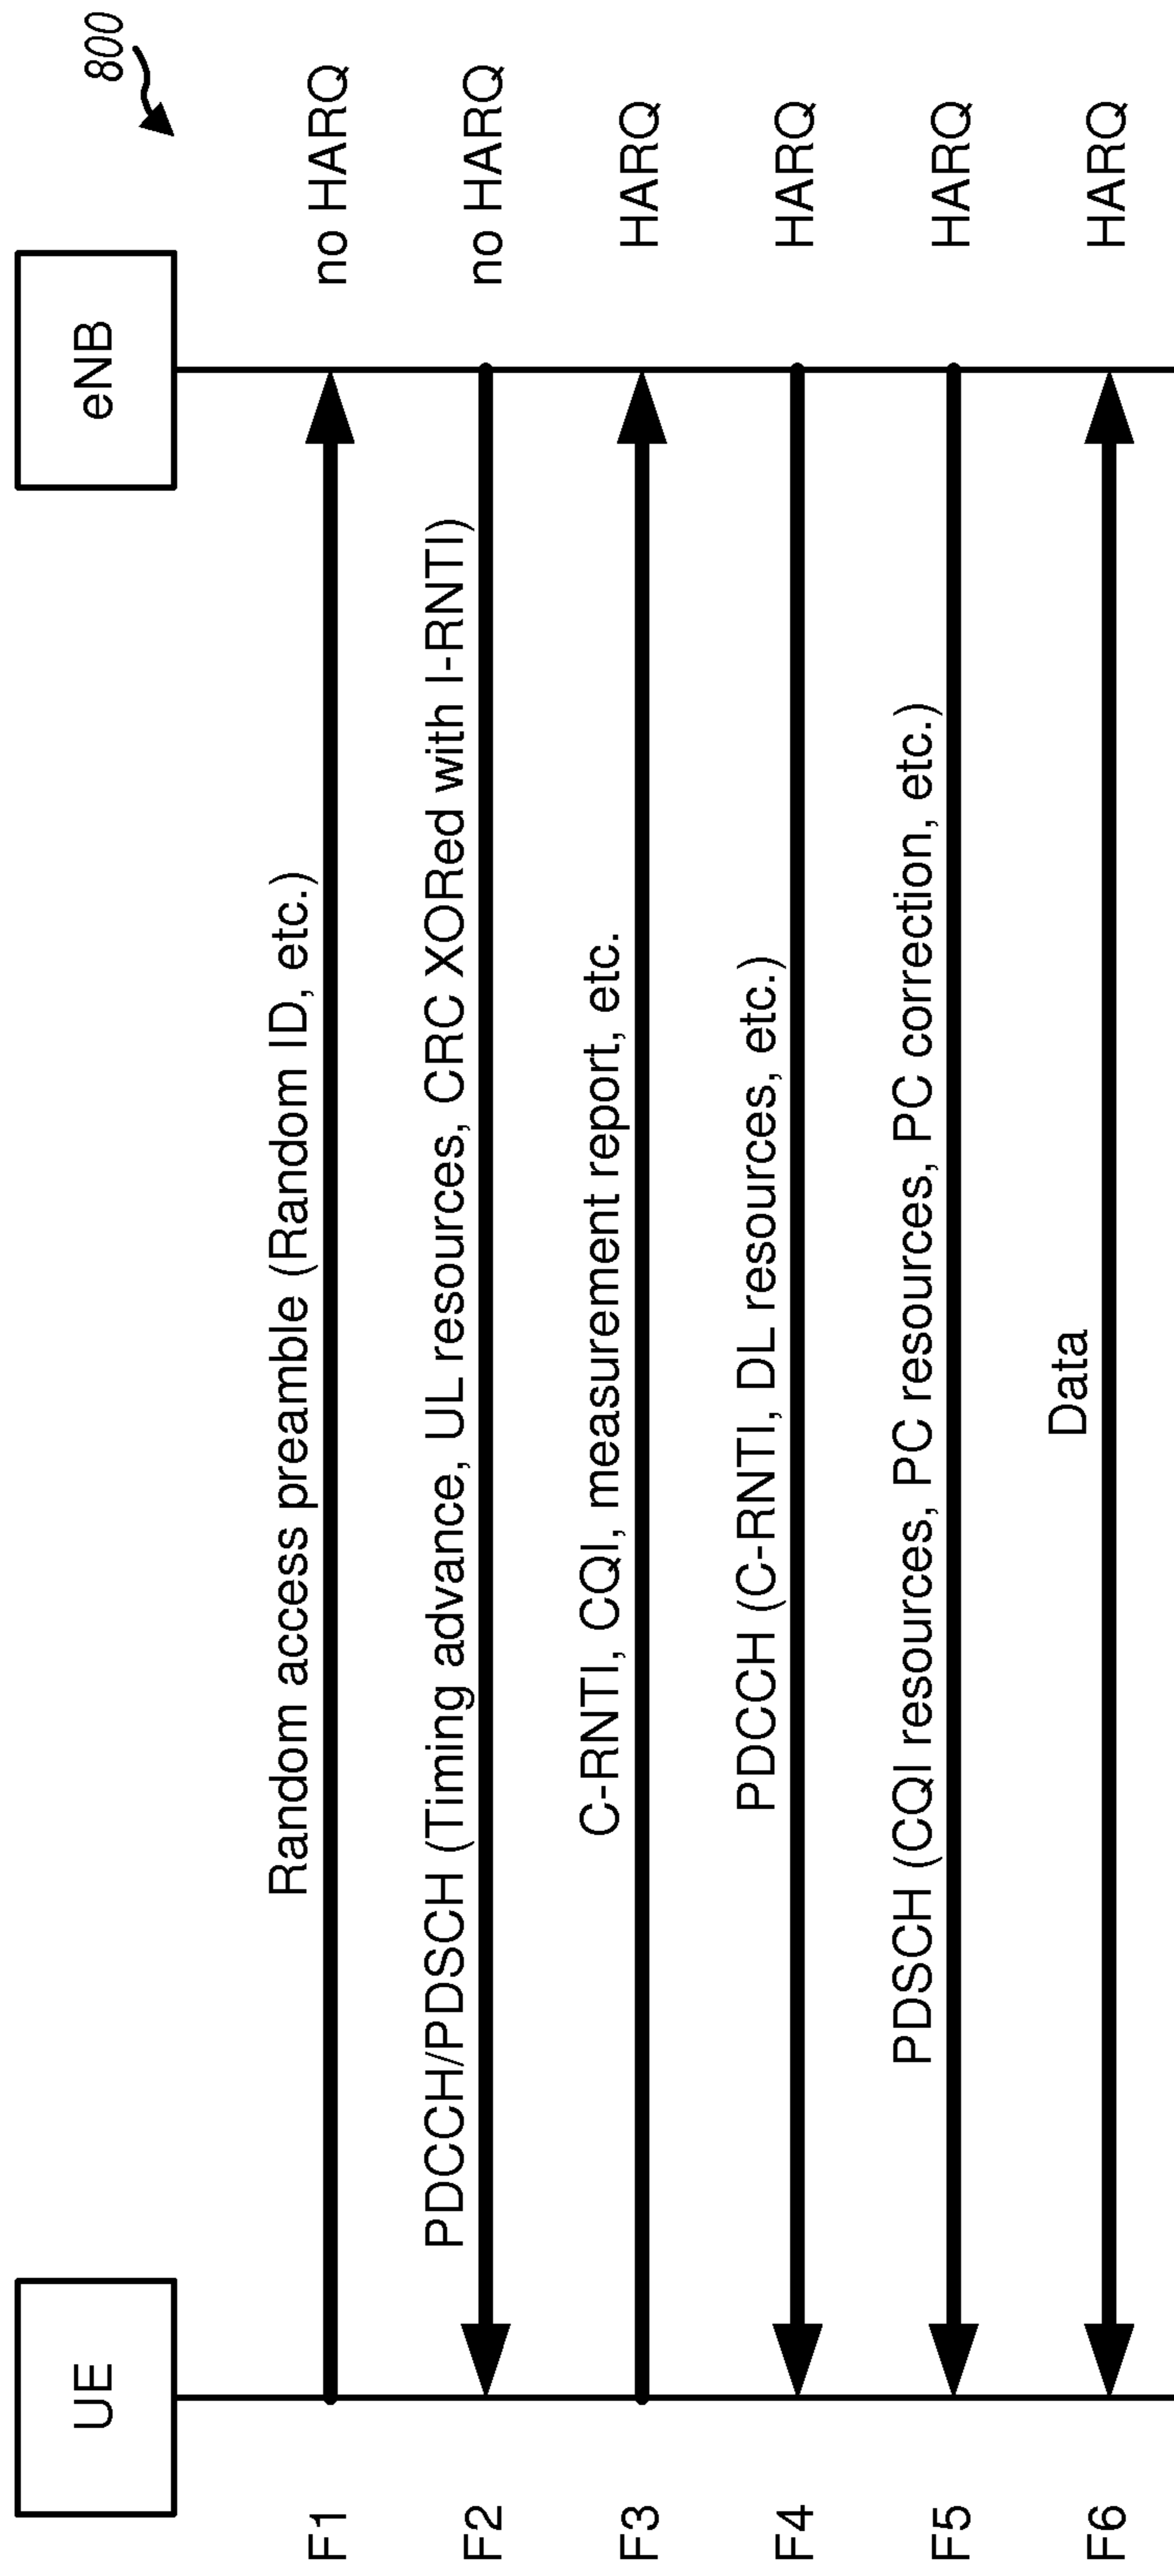 800
UE
eNB
F1
Random access preamble (Random ID, etc.)
no HARQ
F2
PDCCH/PDSCH (Timing advance, UL resources, CRC XORed with I-RNTI)
no HARQ
F3
C-RNTI, CQI, measurement report, etc.
HARQ
F4
PDCCH (C-RNTI, DL resources, etc.)
HARQ
F5
PDSCH (CQI resources, PC resources, PC correction, etc.)
HARQ
F6
Data
HARQ